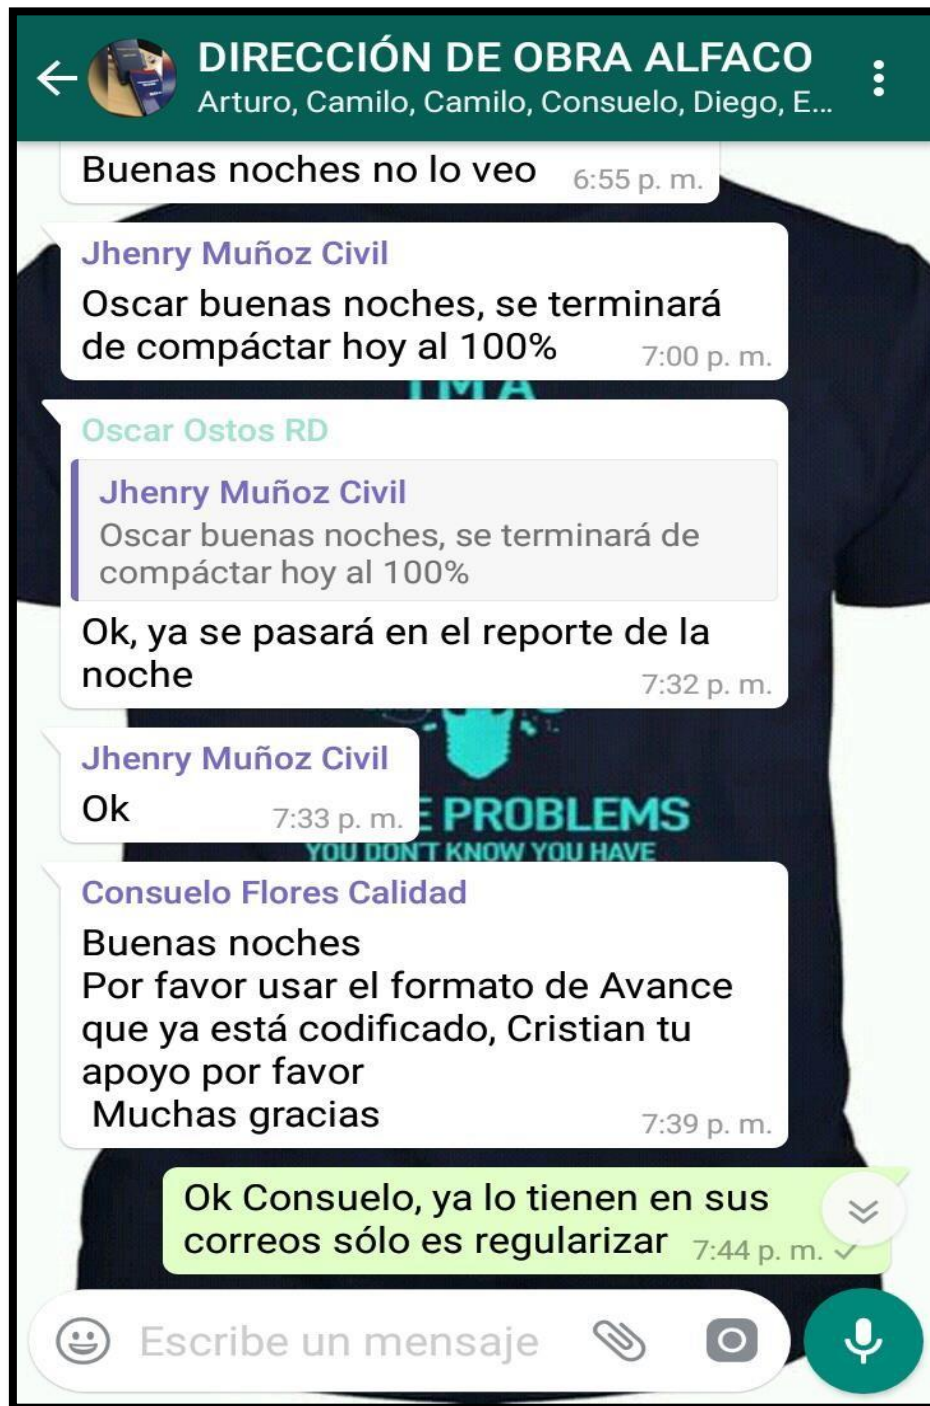 DIRECCIÓN DE OBRA ALFACO
Arturo, Camilo, Camilo, Consuelo, Diego, E...
Buenas noches no lo veo 6:55 p. m.
Jhenry Muñoz Civil
Oscar buenas noches, se terminará
de compáctar hoy al 100% 7:00 p. m.
I'M A
Oscar Ostos RD
Jhenry Muñoz Civil
Oscar buenas noches, se terminará de
compáctar hoy al 100%
Ok, ya se pasará en el reporte de la
noche 7:32 p. m.
Jhenry Muñoz Civil
Ok 7:33 p. m.
PROBLEMS
YOU DON'T KNOW YOU HAVE
Consuelo Flores Calidad
Buenas noches
Por favor usar el formato de Avance
que ya está codificado, Cristian tu
apoyo por favor
Muchas gracias 7:39 p. m.
Ok Consuelo, ya lo tienen en sus
correos sólo es regularizar 7:44 p. m.
Escribe un mensaje